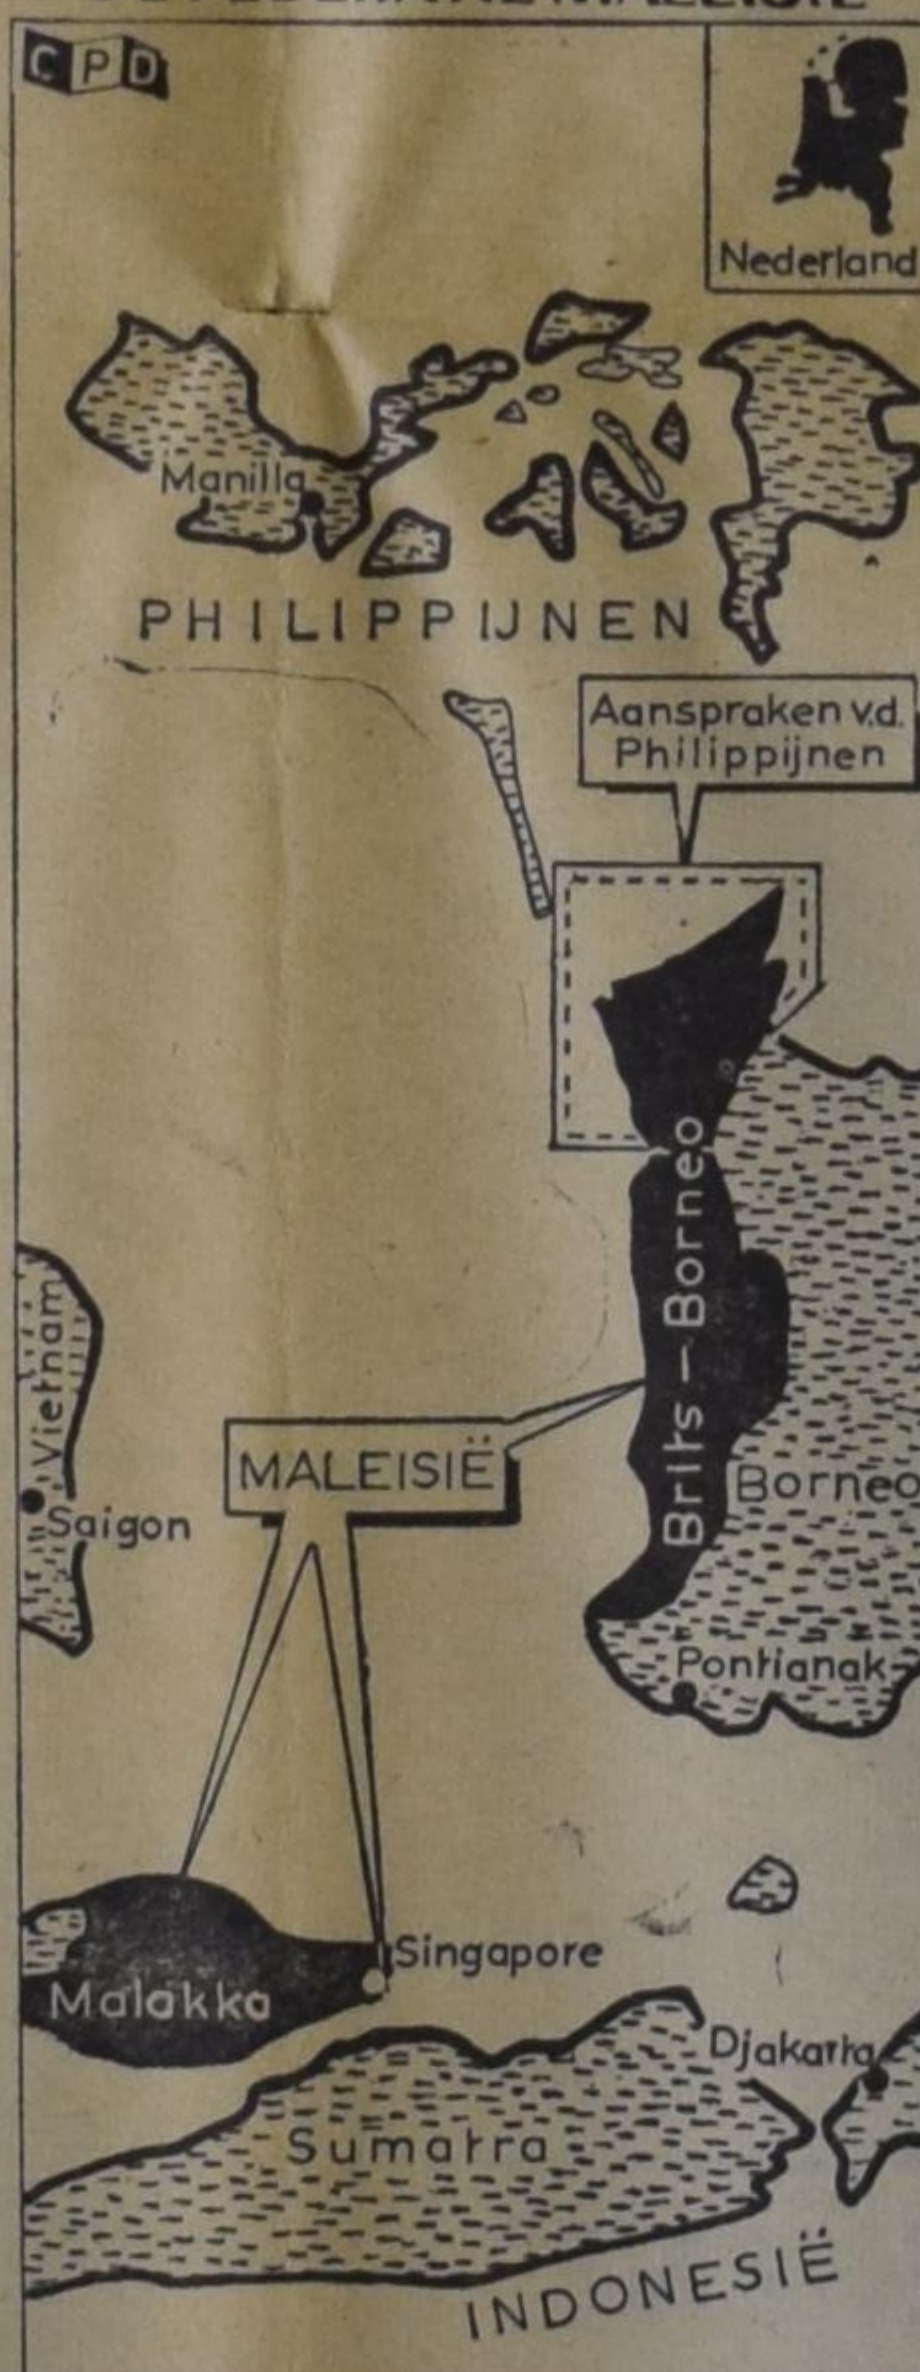 CPD
Nederland
Manilla
PHILIPPIJNEN
Aanspraken v.d.
Philippijnen
Brits-Borneo
Vietnam
MALEISIË
Borneo
Saigon
Pontianak
Singapore
Malakka
Djakarta
Sumatra
INDONESIË